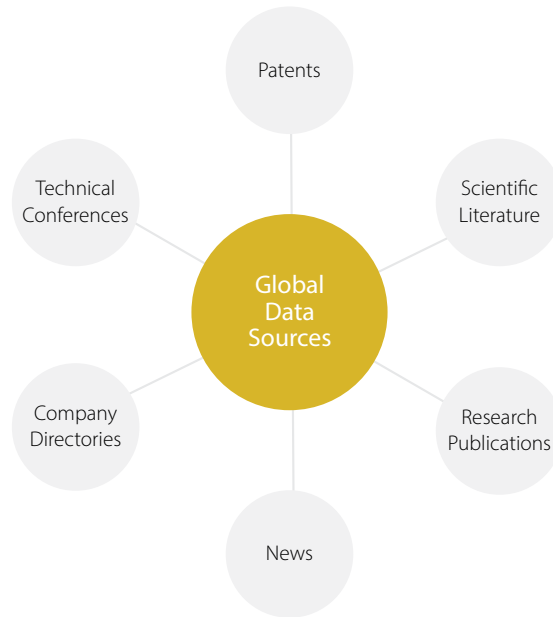 Patents
Technical
Conferences
Scientific
Literature
Global
Data
Sources
Company
Directories
Research
Publications
News